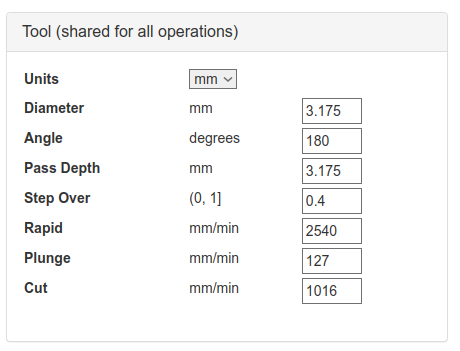 Tool (shared for all operations)
Units mm
Diameter mm 3.175
Angle degrees 180
Pass Depth mm 3.175
Step Over (0, 1] 0.4
Rapid mm/min 2540
Plunge mm/min 127
Cut mm/min 1016